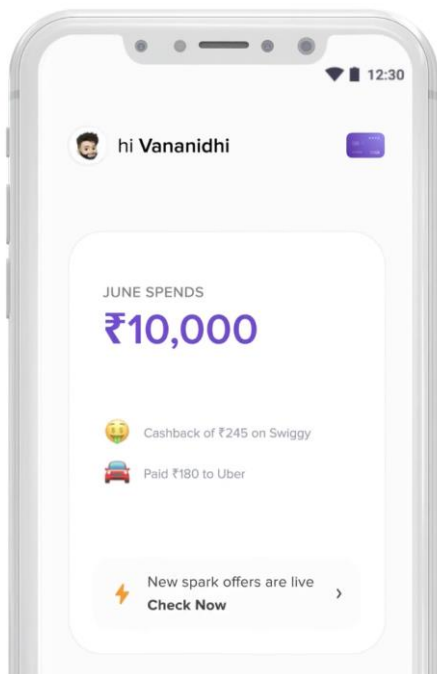 12:30
hi Vananidhi
JUNE SPENDS
₹10,000
Cashback of ₹245 on Swiggy
Paid ₹180 to Uber
New spark offers are live
Check Now